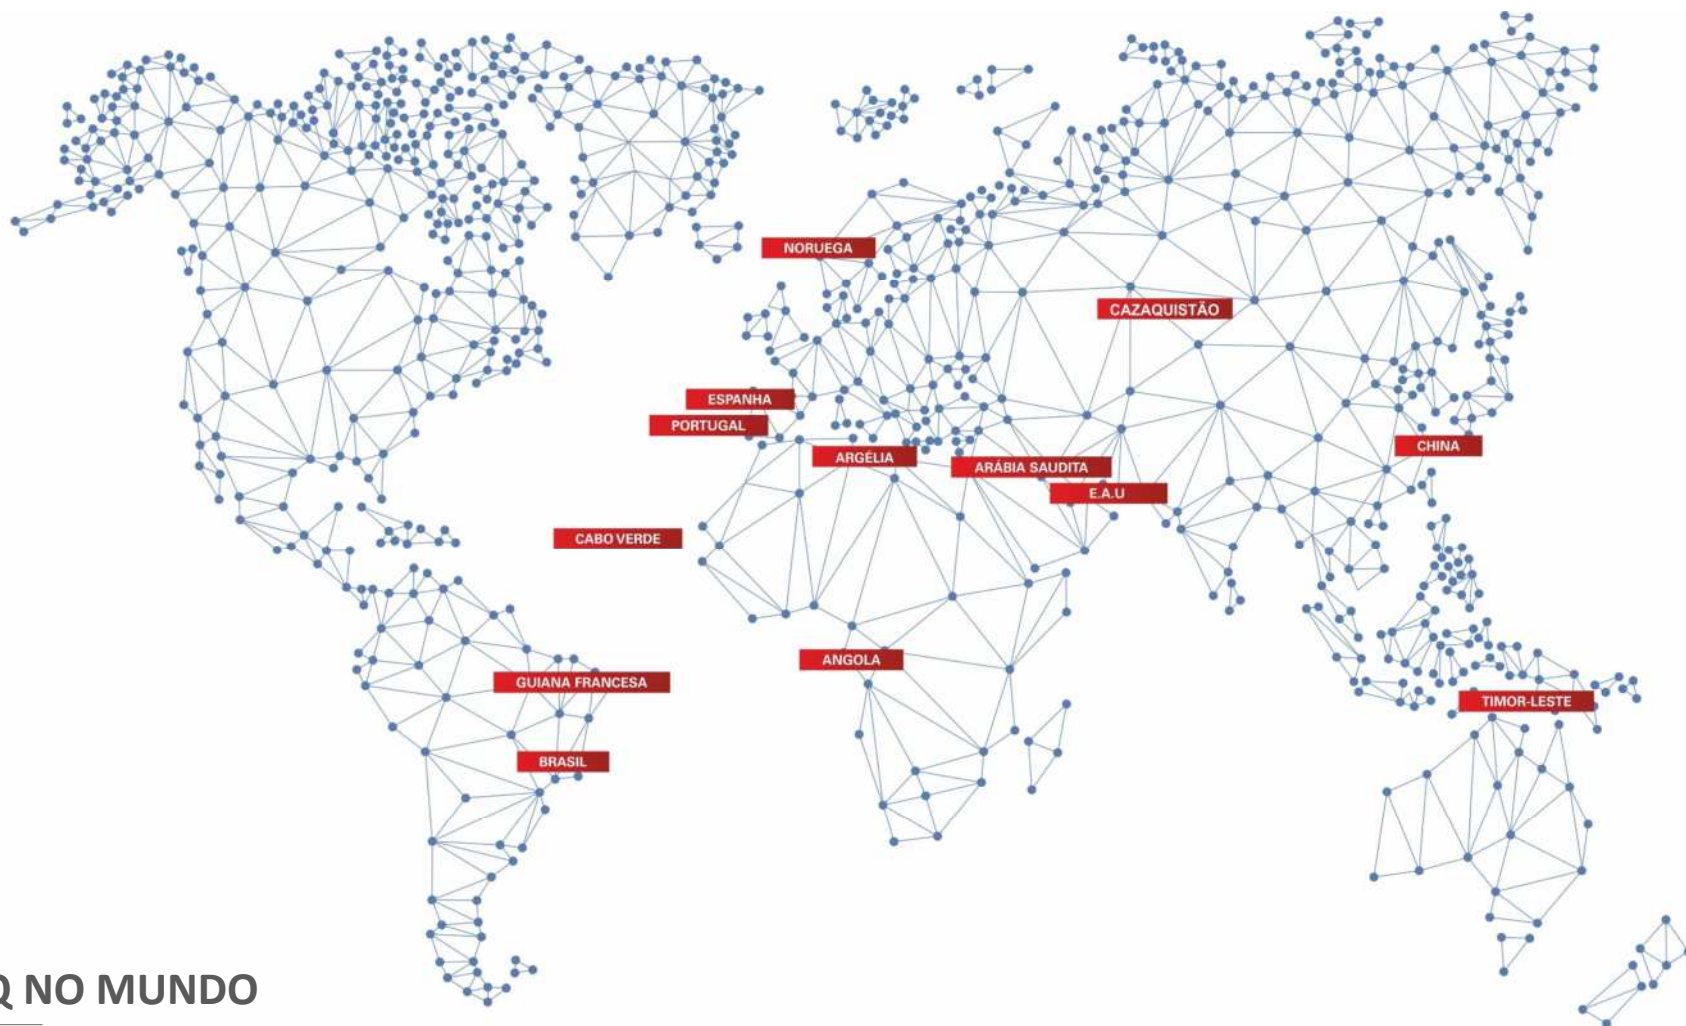 NORUEGA
CAZAQUISTÃO
ESPANHA
PORTUGAL
CHINA
ARGÉLIA
ARÁBIA SAUDITA
E.A.U
CABO VERDE
ANGOLA
GUIANA FRANCESA
TIMOR-LESTE
BRASIL
Q NO MUNDO